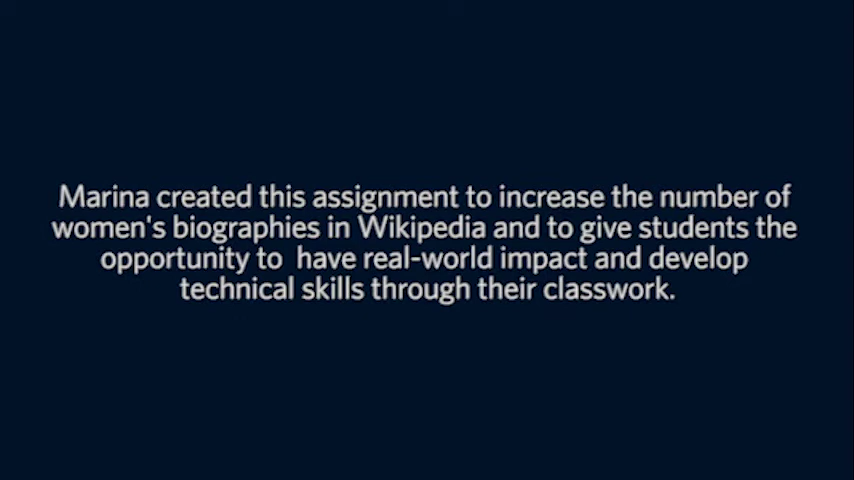 Marina created this assignment to increase the number of
women's biographies in Wikipedia and to give students the
opportunity to  have real-world impact and develop
technical skills through their classwork.